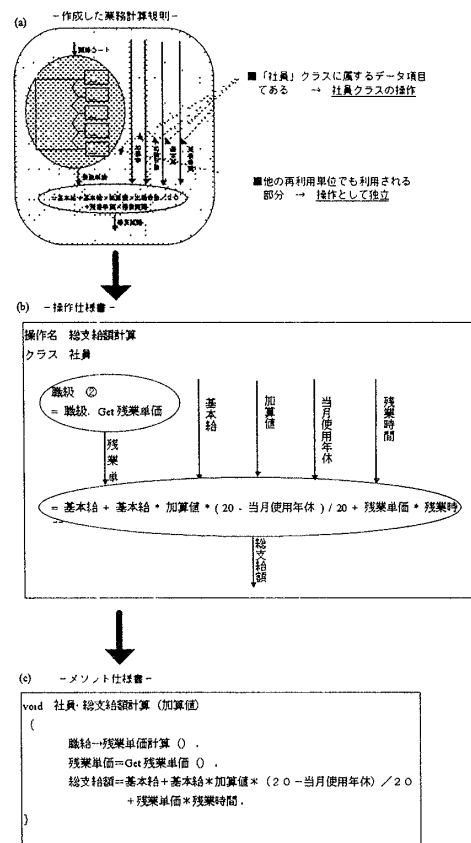 (a)
－作成した業務計算規則－
■「社員」クラスに属するデータ項目
である → 社員クラスの操作
■他の再利用単位でも利用される
部分 → 操作として独立
(b)
－操作仕様書－
操作名 総支給額計算
クラス 社員
職級 ②
= 職級. Get 残業単価
残業単
基本給
加算値
当月使用年休
残業時間
= 基本給 + 基本給 * 加算値 * ( 20 - 当月使用年休 ) / 20 + 残業単価 * 残業時
総支給額
(c)
－メソット仕様書－
void 社員・総支給額計算 (加算値)
{
職給→残業単価計算 () .
残業単価=Get 残業単価 () .
総支給額=基本給+基本給*加算値* (２０－当月使用年休) ／２０
+残業単価*残業時間.
}